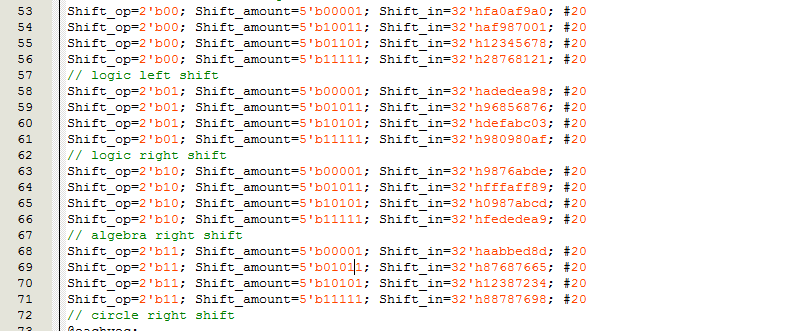 53 Shift_op=2'b00; Shift_amount=5'b00001; Shift_in=32'hfa0af9a0; #20
54 Shift_op=2'b00; Shift_amount=5'b10011; Shift_in=32'haf987001; #20
55 Shift_op=2'b00; Shift_amount=5'b01101; Shift_in=32'h12345678; #20
56 Shift_op=2'b00; Shift_amount=5'b11111; Shift_in=32'h28768121; #20
57 // logic left shift
58 Shift_op=2'b01; Shift_amount=5'b00001; Shift_in=32'hadedea98; #20
59 Shift_op=2'b01; Shift_amount=5'b01011; Shift_in=32'h96856876; #20
60 Shift_op=2'b01; Shift_amount=5'b10101; Shift_in=32'hdefabc03; #20
61 Shift_op=2'b01; Shift_amount=5'b11111; Shift_in=32'h980980af; #20
62 // logic right shift
63 Shift_op=2'b10; Shift_amount=5'b00001; Shift_in=32'h9876abde; #20
64 Shift_op=2'b10; Shift_amount=5'b01011; Shift_in=32'hfffaff89; #20
65 Shift_op=2'b10; Shift_amount=5'b10101; Shift_in=32'h0987abcd; #20
66 Shift_op=2'b10; Shift_amount=5'b11111; Shift_in=32'hfededea9; #20
67 // algebra right shift
68 Shift_op=2'b11; Shift_amount=5'b00001; Shift_in=32'haabbed8d; #20
69 Shift_op=2'b11; Shift_amount=5'b01011; Shift_in=32'h87687665; #20
70 Shift_op=2'b11; Shift_amount=5'b10101; Shift_in=32'h12387234; #20
71 Shift_op=2'b11; Shift_amount=5'b11111; Shift_in=32'h88787698; #20
72 // circle right shift